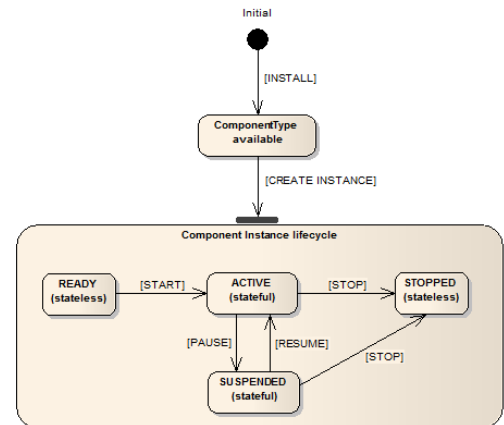 Initial
[INSTALL]
ComponentType
available
[CREATE INSTANCE]
Component Instance lifecycle
READY
(stateless)
[START]
ACTIVE
(stateful)
[STOP]
STOPPED
(stateless)
[PAUSE]
[RESUME]
[STOP]
SUSPENDED
(stateful)